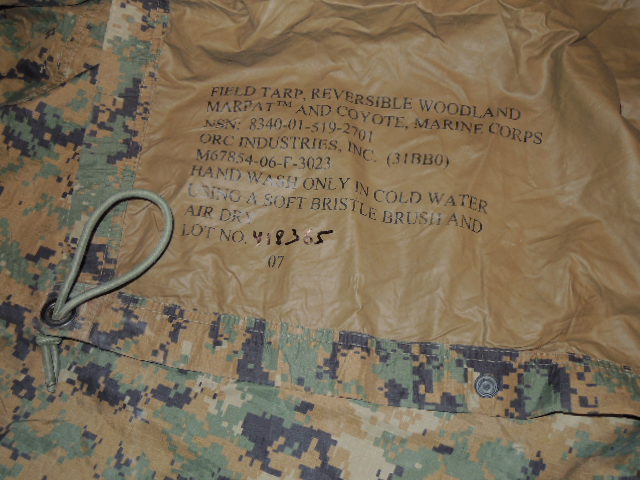 FIELD TARP, REVERSIBLE WOODLAND
MARPAT™ AND COYOTE, MARINE CORPS
NSN: 8340-01-519-2701
ORC INDUSTRIES, INC. (31BB0)
M67854-06-F-3023
HAND WASH ONLY IN COLD WATER
USING A SOFT BRISTLE BRUSH AND
AIR DRY
LOT NO. 418365
07